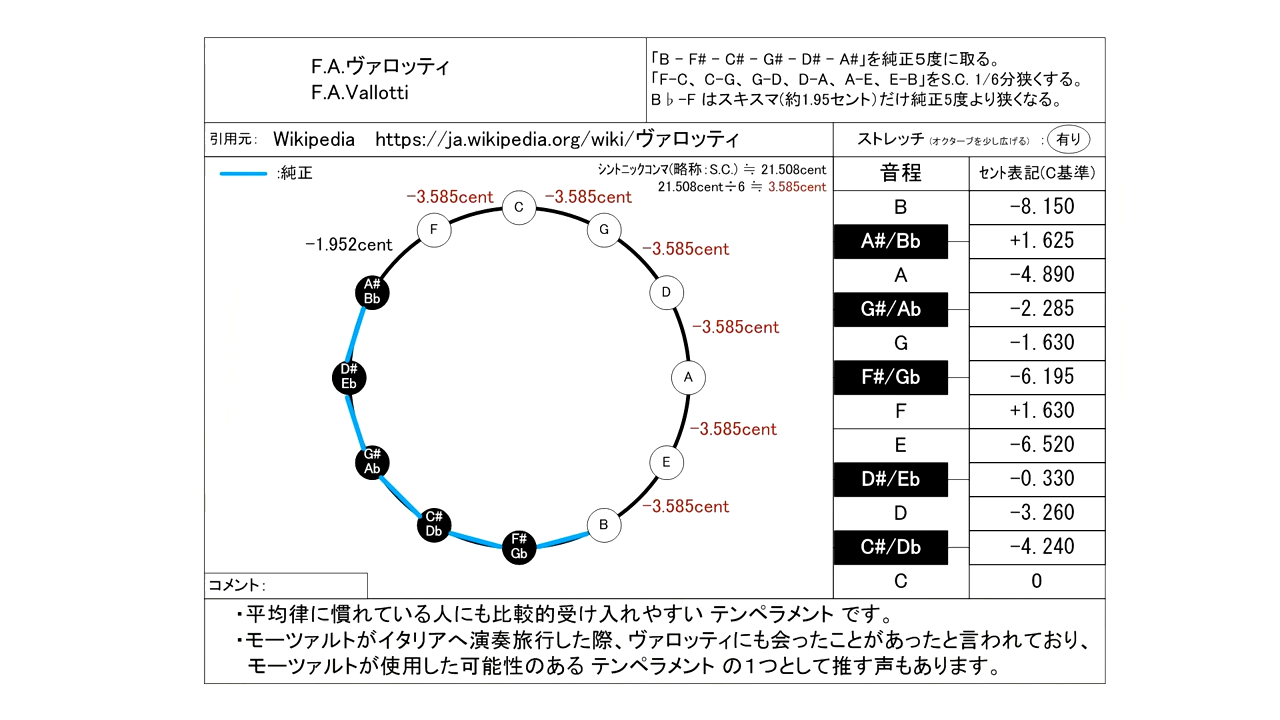 F.A.ヴァロッティ
F.A.Vallotti
「B－F#－C#－G#－D#－A#」を純正５度に取る。
「F-C、C-G、G-D、D-A、A-E、E-B」をS.C. 1/6分狭くする。
B♭-F はスキスマ(約1.95セント)だけ純正5度より狭くなる。
引用元： Wikipedia https://ja.wikipedia.org/wiki/ヴァロッティ
ストレッチ (オクターブを少し広げる) ： 有り
:純正
シントニックコンマ(略称：S.C.) ≒ 21.508cent
21.508cent÷6 ≒ 3.585cent
-3.585cent
-3.585cent
-1.952cent
-3.585cent
-3.585cent
-3.585cent
-3.585cent
C
G
D
A
E
B
F#
Gb
C#
Db
G#
Ab
D#
Eb
A#
Bb
F
音程 セント表記(C基準)
B -8.150
A#/Bb +1.625
A -4.890
G#/Ab -2.285
G -1.630
F#/Gb -6.195
F +1.630
E -6.520
D#/Eb -0.330
D -3.260
C#/Db -4.240
C 0
コメント：
・平均律に慣れている人にも比較的受け入れやすい テンペラメント です。
・モーツァルトがイタリアへ演奏旅行した際、ヴァロッティにも会ったことがあったと言われており、
モーツァルトが使用した可能性のある テンペラメント の１つとして推す声もあります。